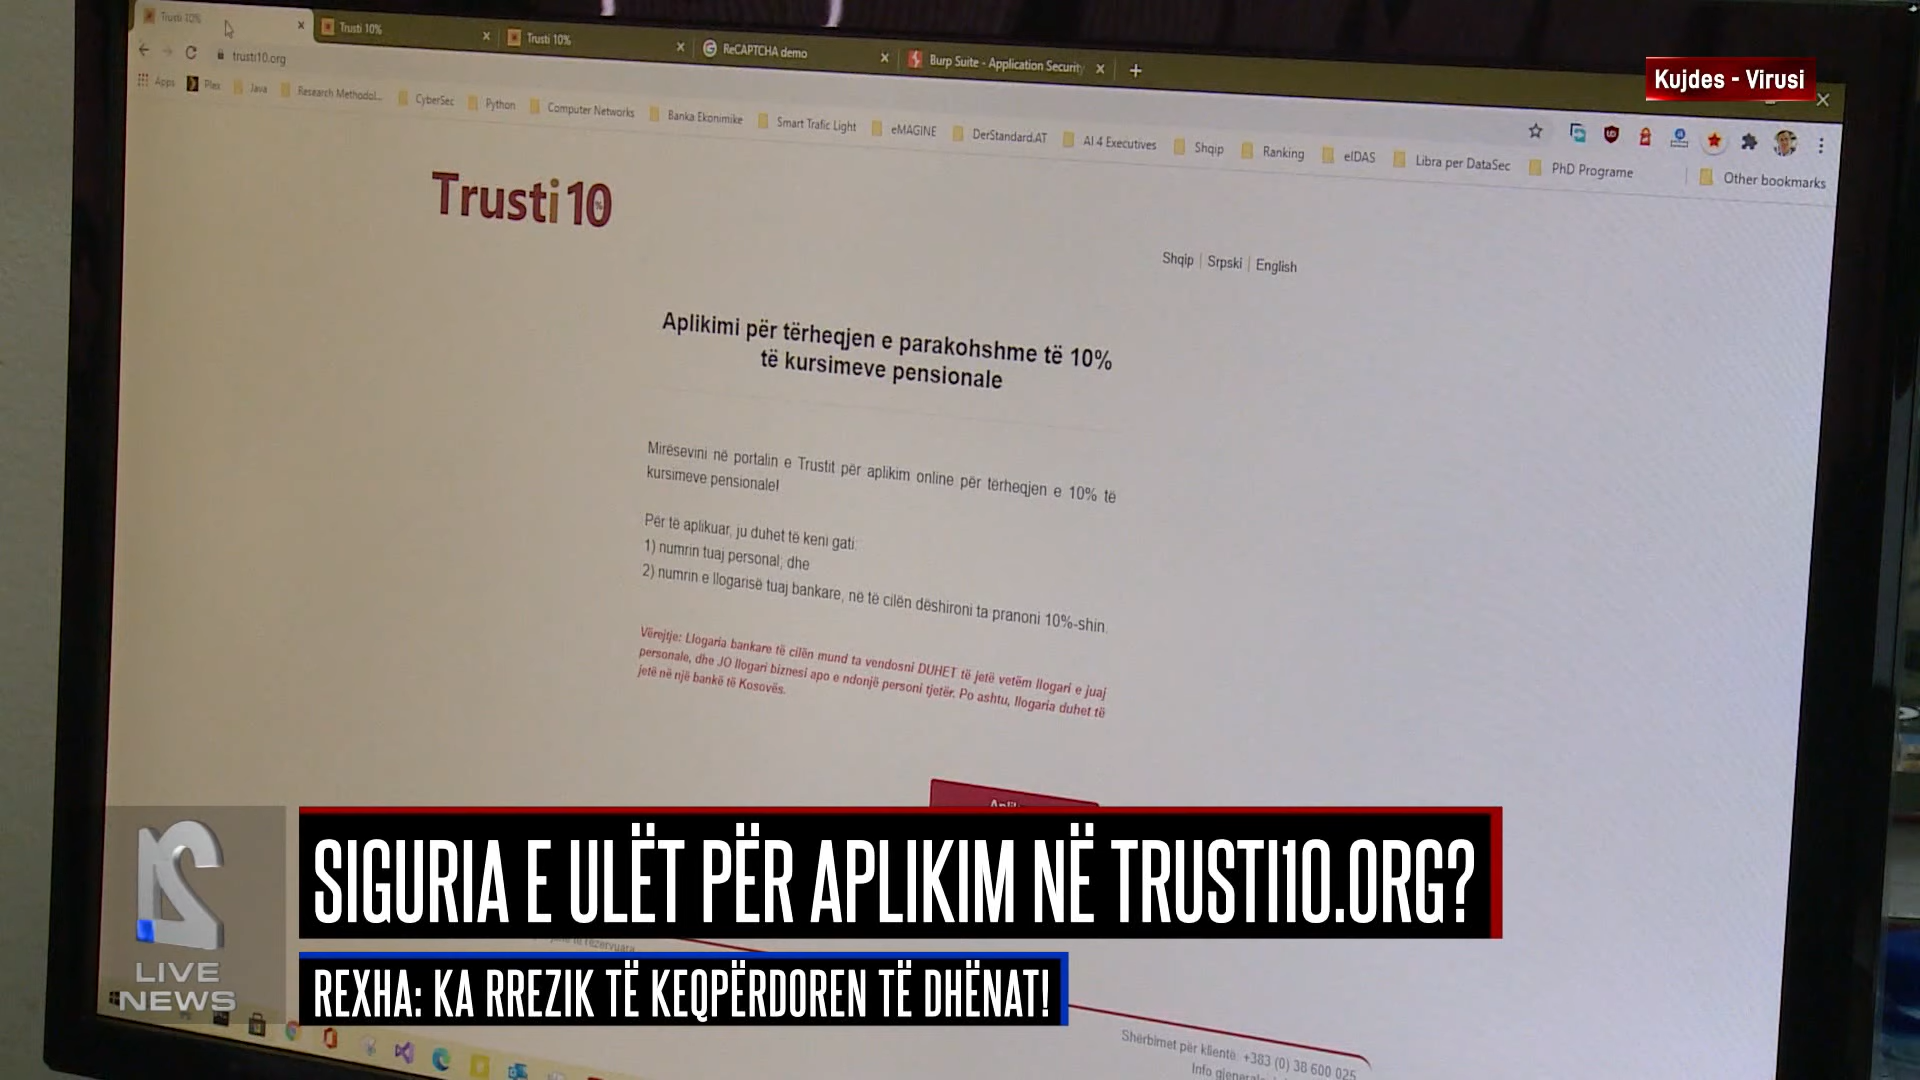 Trusti 10%
Trusti 10%
Trusti 10%
ReCAPTCHA demo
Burp Suite - Application Security
Kujdes - Virusi
trusti10.org
Apps
Plex
Java
Research Methodol...
CyberSec
Python
Computer Networks
Banka Ekonimike
Smart Trafic Light
eMAGINE
DerStandard.AT
AI 4 Executives
Shqip
Ranking
eIDAS
Libra per DataSec
PhD Programe
Other bookmarks
Trusti 10%
Shqip | Srpski | English
Aplikimi për tërheqjen e parakohshme të 10%
të kursimeve pensionale
Mirësevini në portalin e Trustit për aplikim online për tërheqjen e 10% të
kursimeve pensionale!
Për të aplikuar, ju duhet të keni gati:
1) numrin tuaj personal; dhe
2) numrin e llogarisë tuaj bankare, në të cilën dëshironi ta pranoni 10%-shin.
Vërejtje: Llogaria bankare të cilën mund ta vendosni DUHET të jetë vetëm llogari e juaj
personale, dhe JO llogari biznesi apo e ndonjë personi tjetër. Po ashtu, llogaria duhet të
jetë në një bankë të Kosovës.
SIGURIA E ULËT PËR APLIKIM NË TRUSTI10.ORG?
REXHA: KA RREZIK TË KEQPËRDOREN TË DHËNAT!
2
LIVE
NEWS
Shërbimet për klientë: +383 (0) 38 600 025
Info